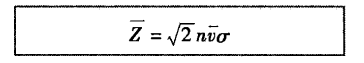 Z̅ = √2 nv̅σ